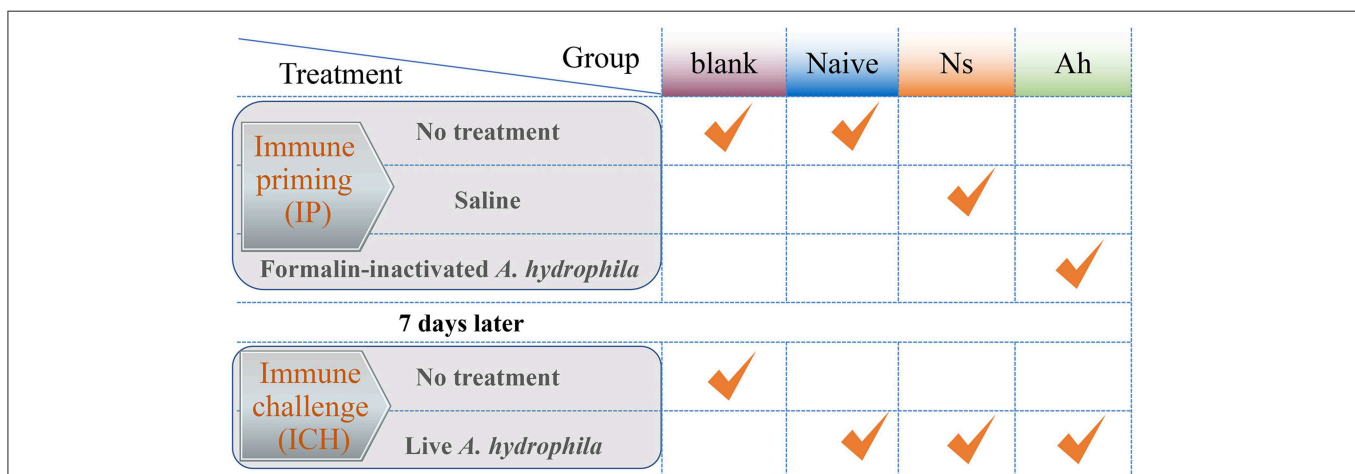 Group
Treatment
blank
Naive
Ns
Ah
Immune
priming
(IP)
No treatment
Saline
Formalin-inactivated A. hydrophila
7 days later
Immune
challenge
(ICH)
No treatment
Live A. hydrophila